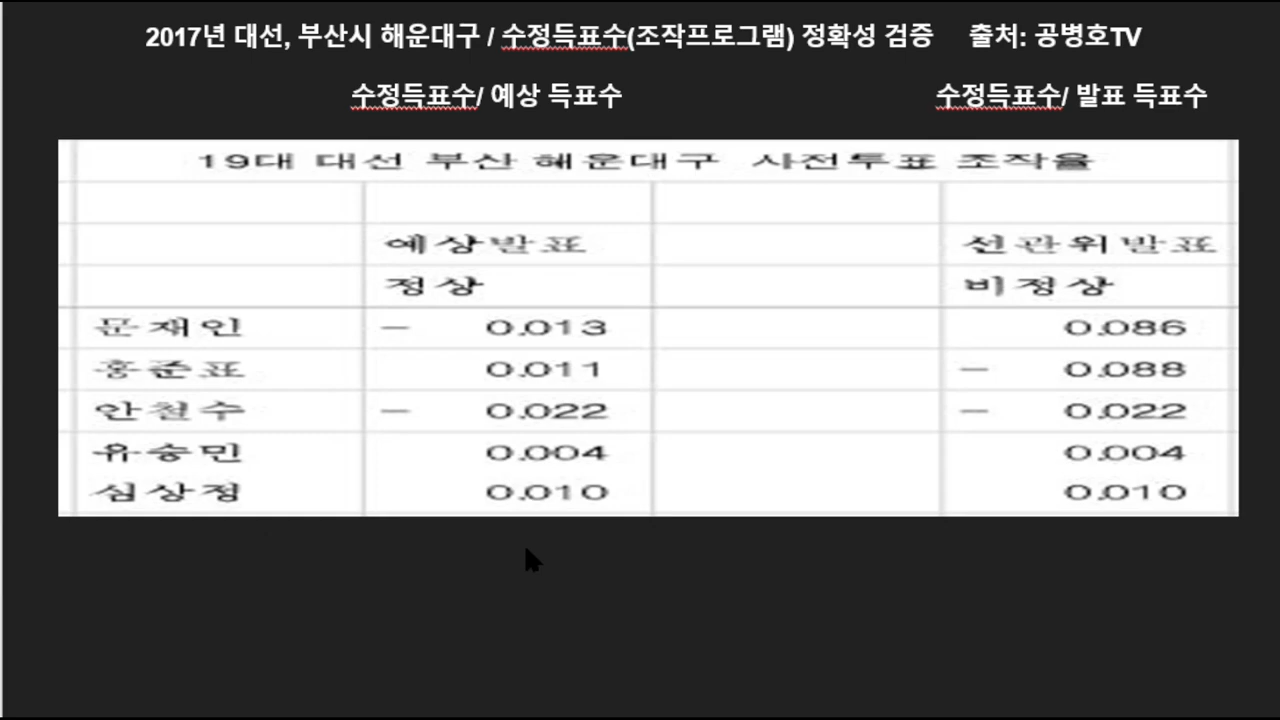 2017년 대선, 부산시 해운대구 / 수정득표수(조작프로그램) 정확성 검증 출처: 공병호TV
수정득표수/ 예상 득표수 수정득표수/ 발표 득표수
19대 대선 부산 해운대구 사전투표 조작율
예상발표 선관위발표
정상 비정상
문재인 - 0.013 0.086
홍준표 0.011 - 0.088
안철수 - 0.022 - 0.022
유승민 0.004 0.004
심상정 0.010 0.010